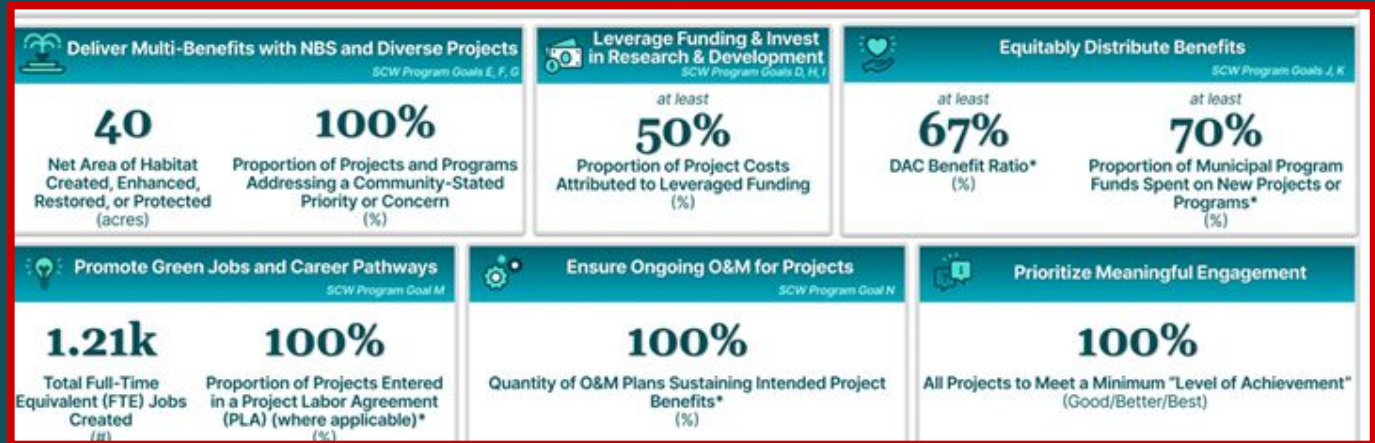 Deliver Multi-Benefits with NBS and Diverse Projects
SCW Program Goals E, F, G
40
Net Area of Habitat
Created, Enhanced,
Restored, or Protected
(acres)
100%
Proportion of Projects and Programs
Addressing a Community-Stated
Priority or Concern
(%)
Leverage Funding & Invest
in Research & Development
SCW Program Goals D, H, I
at least
50%
Proportion of Project Costs
Attributed to Leveraged Funding
(%)
Equitably Distribute Benefits
SCW Program Goals J, K
at least
67%
DAC Benefit Ratio*
(%)
at least
70%
Proportion of Municipal Program
Funds Spent on New Projects or
Programs*
(%)
Promote Green Jobs and Career Pathways
SCW Program Goal M
1.21k
Total Full-Time
Equivalent (FTE) Jobs
Created
(#)
100%
Proportion of Projects Entered
in a Project Labor Agreement
(PLA) (where applicable)*
(%)
Ensure Ongoing O&M for Projects
SCW Program Goal N
100%
Quantity of O&M Plans Sustaining Intended Project
Benefits*
(%)
Prioritize Meaningful Engagement
100%
All Projects to Meet a Minimum "Level of Achievement"
(Good/Better/Best)